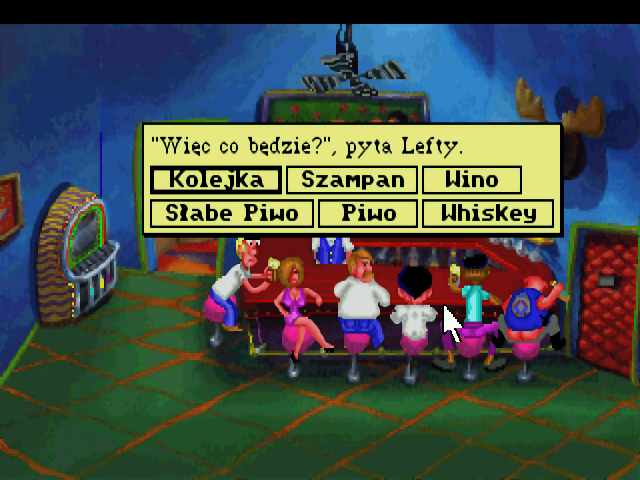 "Więc co będzie?", pyta Lefty.
Kolejka Szampan Wino
Słabe Piwo Piwo Whiskey